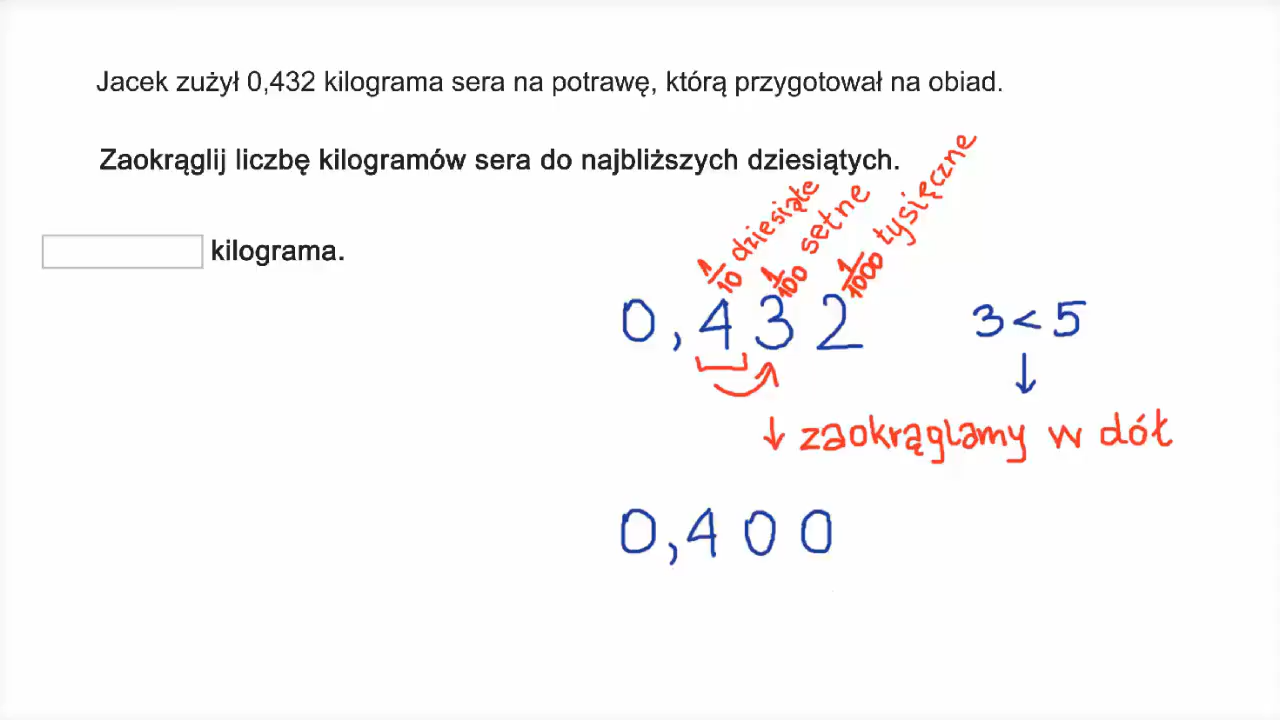 Jacek zużył 0,432 kilograma sera na potrawę, którą przygotował na obiad.
Zaokrąglij liczbę kilogramów sera do najbliższych dziesiątych.
kilograma.
1/10 dziesiąte 1/100 setne 1/1000 tysięczne
0,432 3<5
↓
↓ zaokrąglamy w dół
0,400